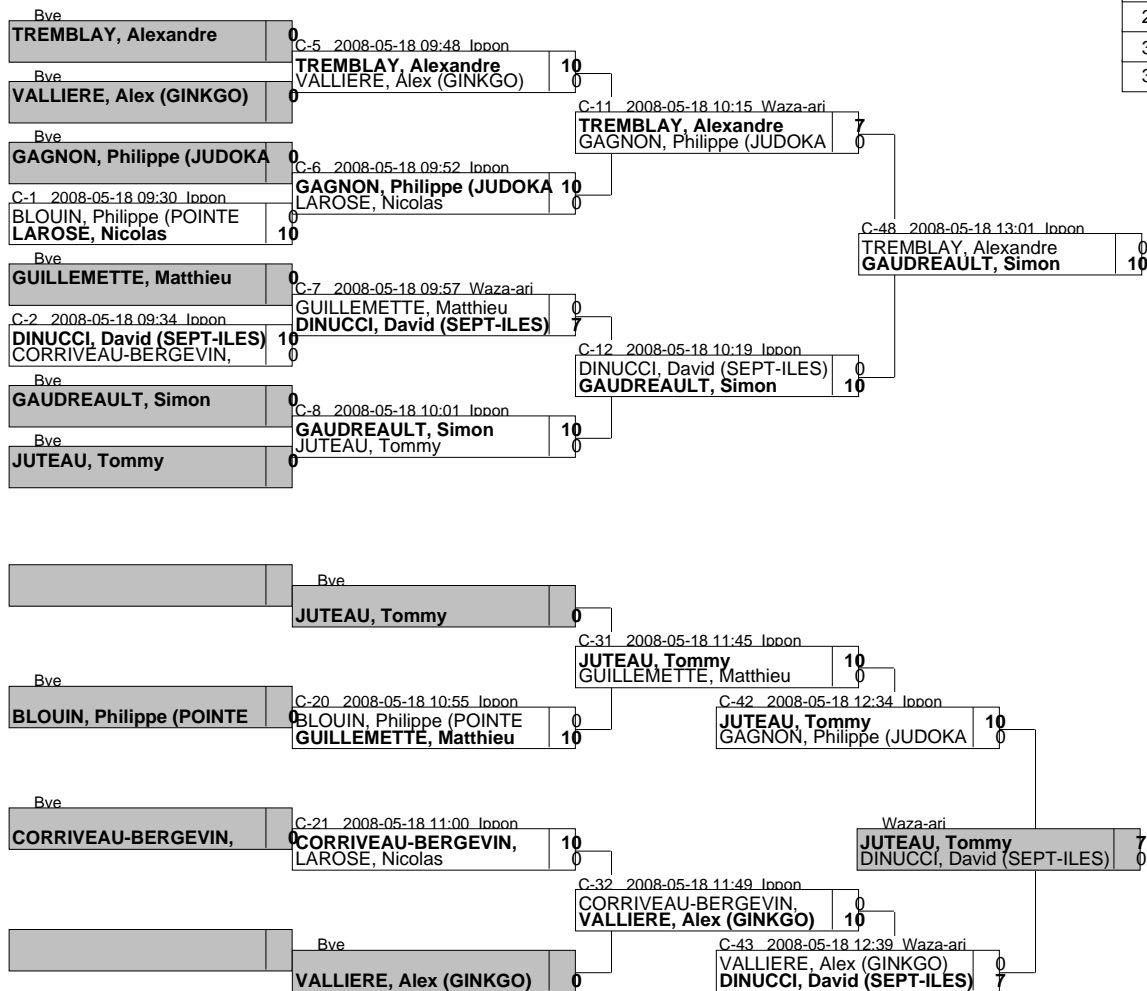 Bye
TREMBLAY, Alexandre 0
Bye
VALLIERE, Alex (GINKGO) 0
Bye
GAGNON, Philippe (JUDOKA 0
C-1 2008-05-18 09:30 Ippon
BLOUIN, Philippe (POINTE 0
LAROSE, Nicolas 10
Bye
GUILLEMETTE, Matthieu 0
C-2 2008-05-18 09:34 Ippon
DINUCCI, David (SEPT-ILES) 10
CORRIVEAU-BERGEVIN, 0
Bye
GAUDREAULT, Simon 0
Bye
JUTEAU, Tommy 0
C-5 2008-05-18 09:48 Ippon
TREMBLAY, Alexandre 10
VALLIERE, Alex (GINKGO) 0
C-6 2008-05-18 09:52 Ippon
GAGNON, Philippe (JUDOKA 10
LAROSE, Nicolas 0
C-7 2008-05-18 09:57 Waza-ari
GUILLEMETTE, Matthieu 0
DINUCCI, David (SEPT-ILES) 7
C-8 2008-05-18 10:01 Ippon
GAUDREAULT, Simon 10
JUTEAU, Tommy 0
C-11 2008-05-18 10:15 Waza-ari
TREMBLAY, Alexandre 7
GAGNON, Philippe (JUDOKA 0
C-12 2008-05-18 10:19 Ippon
DINUCCI, David (SEPT-ILES) 0
GAUDREAULT, Simon 10
C-48 2008-05-18 13:01 Ippon
TREMBLAY, Alexandre 0
GAUDREAULT, Simon 10
2
3
3
Bye
BLOUIN, Philippe (POINTE 0
Bye
CORRIVEAU-BERGEVIN, 0
Bye
JUTEAU, Tommy 0
C-20 2008-05-18 10:55 Ippon
BLOUIN, Philippe (POINTE 0
GUILLEMETTE, Matthieu 10
C-21 2008-05-18 11:00 Ippon
CORRIVEAU-BERGEVIN, 10
LAROSE, Nicolas 0
Bye
VALLIERE, Alex (GINKGO) 0
C-31 2008-05-18 11:45 Ippon
JUTEAU, Tommy 10
GUILLEMETTE, Matthieu 0
C-32 2008-05-18 11:49 Ippon
CORRIVEAU-BERGEVIN, 0
VALLIERE, Alex (GINKGO) 10
C-42 2008-05-18 12:34 Ippon
JUTEAU, Tommy 10
GAGNON, Philippe (JUDOKA 0
C-43 2008-05-18 12:39 Waza-ari
VALLIERE, Alex (GINKGO) 0
DINUCCI, David (SEPT-ILES) 7
Waza-ari
JUTEAU, Tommy 7
DINUCCI, David (SEPT-ILES) 0